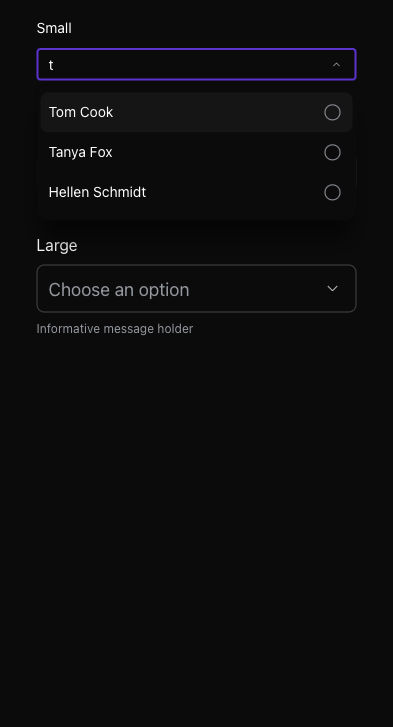 Small
t
Tom Cook
Tanya Fox
Hellen Schmidt
Large
Choose an option
Informative message holder